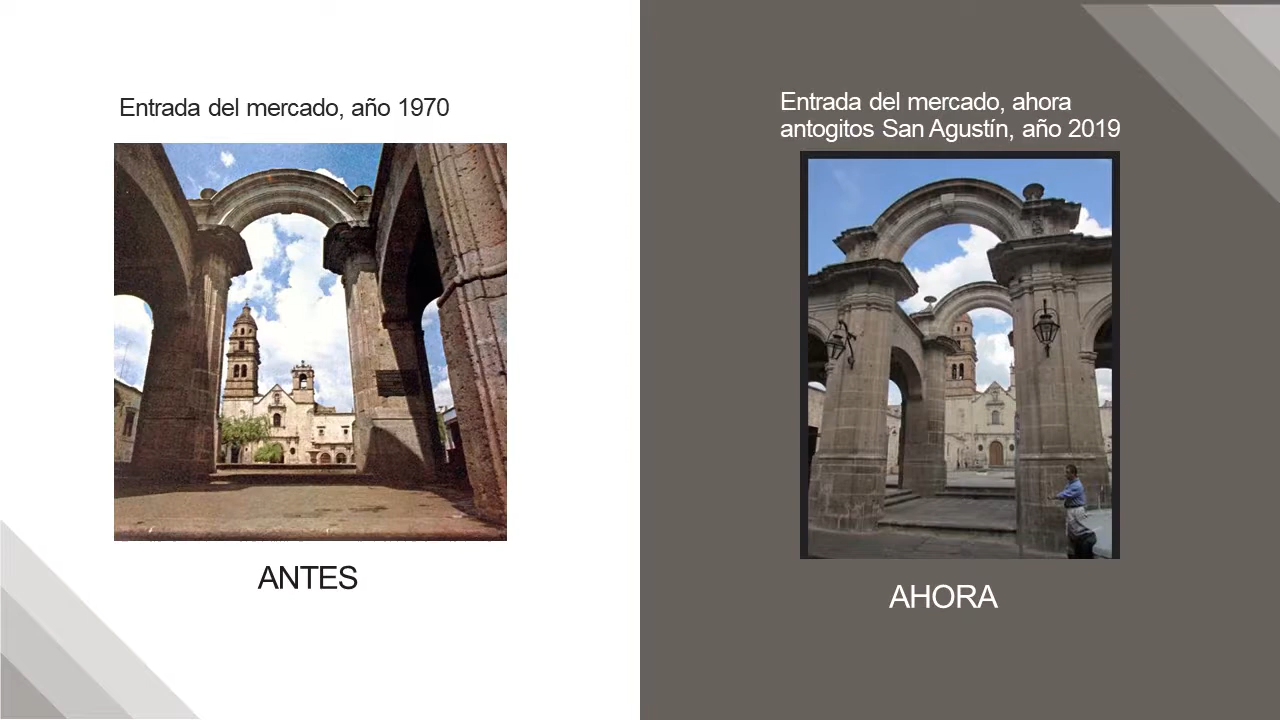 Entrada del mercado, año 1970
ANTES
Entrada del mercado, ahora
antogitos San Agustín, año 2019
AHORA